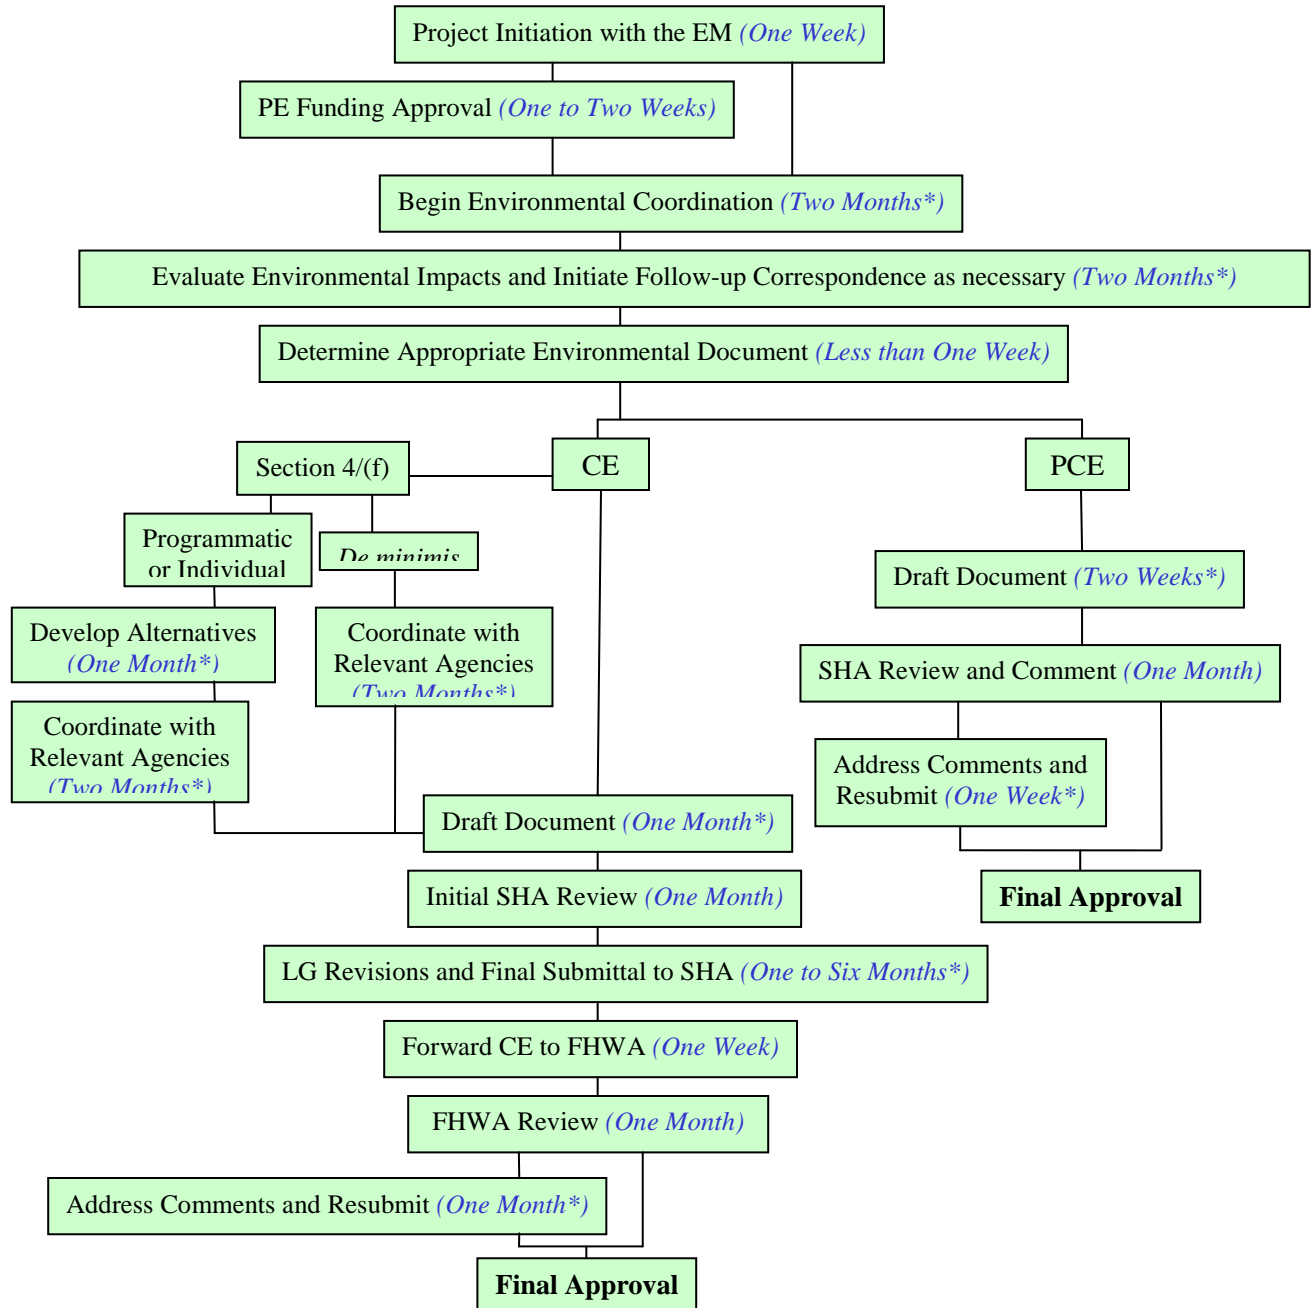 Project Initiation with the EM (One Week)
PE Funding Approval (One to Two Weeks)
Begin Environmental Coordination (Two Months*)
Evaluate Environmental Impacts and Initiate Follow-up Correspondence as necessary (Two Months*)
Determine Appropriate Environmental Document (Less than One Week)
Section 4/(f)
CE
PCE
Programmatic
or Individual
De minimis
Draft Document (Two Weeks*)
Develop Alternatives
(One Month*)
Coordinate with
Relevant Agencies
(Two Months*)
SHA Review and Comment (One Month)
Coordinate with
Relevant Agencies
(Two Months*)
Address Comments and
Resubmit (One Week*)
Draft Document (One Month*)
Initial SHA Review (One Month)
Final Approval
LG Revisions and Final Submittal to SHA (One to Six Months*)
Forward CE to FHWA (One Week)
FHWA Review (One Month)
Address Comments and Resubmit (One Month*)
Final Approval